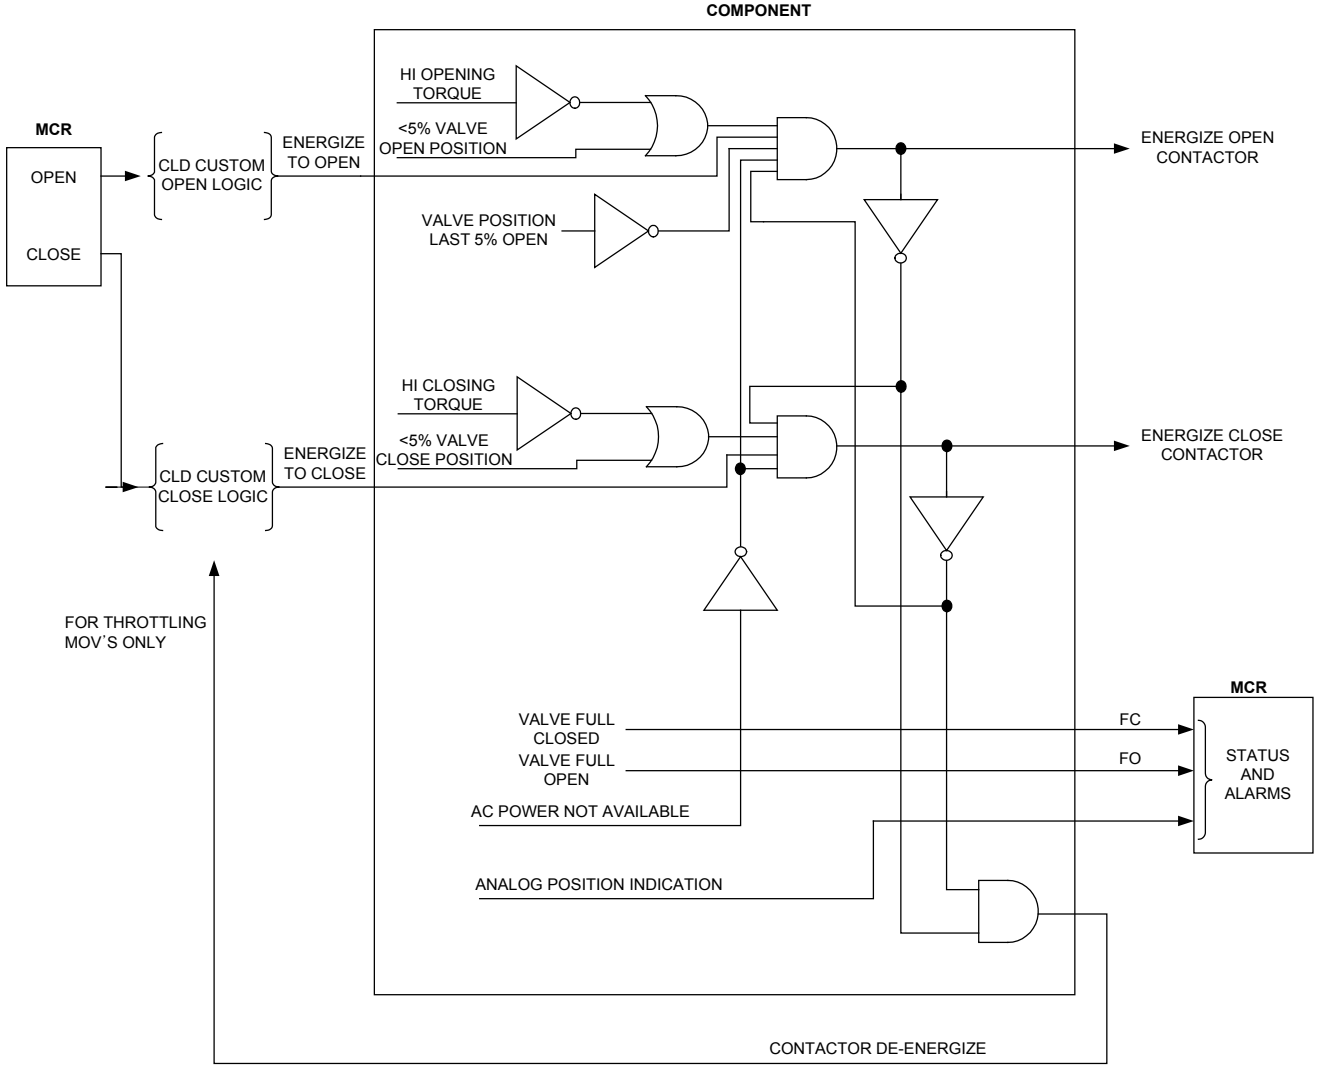 COMPONENT
HI OPENING
TORQUE
<5% VALVE
OPEN POSITION
MCR
OPEN
CLOSE
CLD CUSTOM
OPEN LOGIC
ENERGIZE
TO OPEN
VALVE POSITION
LAST 5% OPEN
ENERGIZE OPEN
CONTACTOR
HI CLOSING
TORQUE
<5% VALVE
CLOSE POSITION
CLD CUSTOM
CLOSE LOGIC
ENERGIZE
TO CLOSE
ENERGIZE CLOSE
CONTACTOR
FOR THROTTLING
MOV'S ONLY
VALVE FULL
CLOSED
FC
VALVE FULL
OPEN
FO
MCR
STATUS
AND
ALARMS
AC POWER NOT AVAILABLE
ANALOG POSITION INDICATION
CONTACTOR DE-ENERGIZE